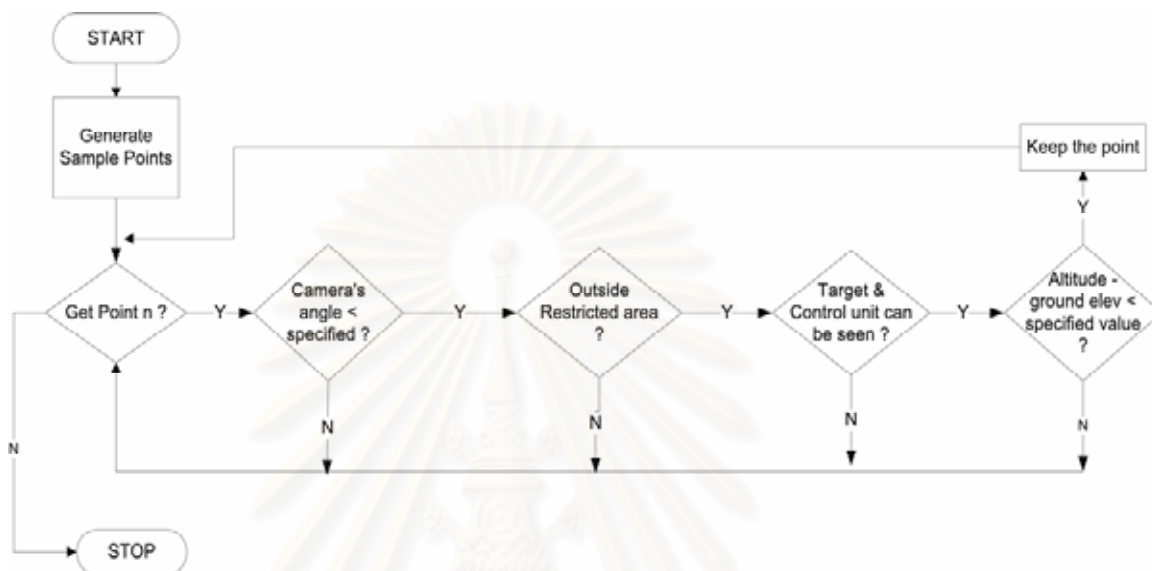 START
Generate
Sample Points
Keep the point
Y
Get Point n ?
Y
Camera's
angle <
specified ?
Y
Outside
Restricted area
?
Y
Target &
Control unit can
be seen ?
Y
Altitude -
ground elev <
specified value
?
N
N
N
N
N
STOP